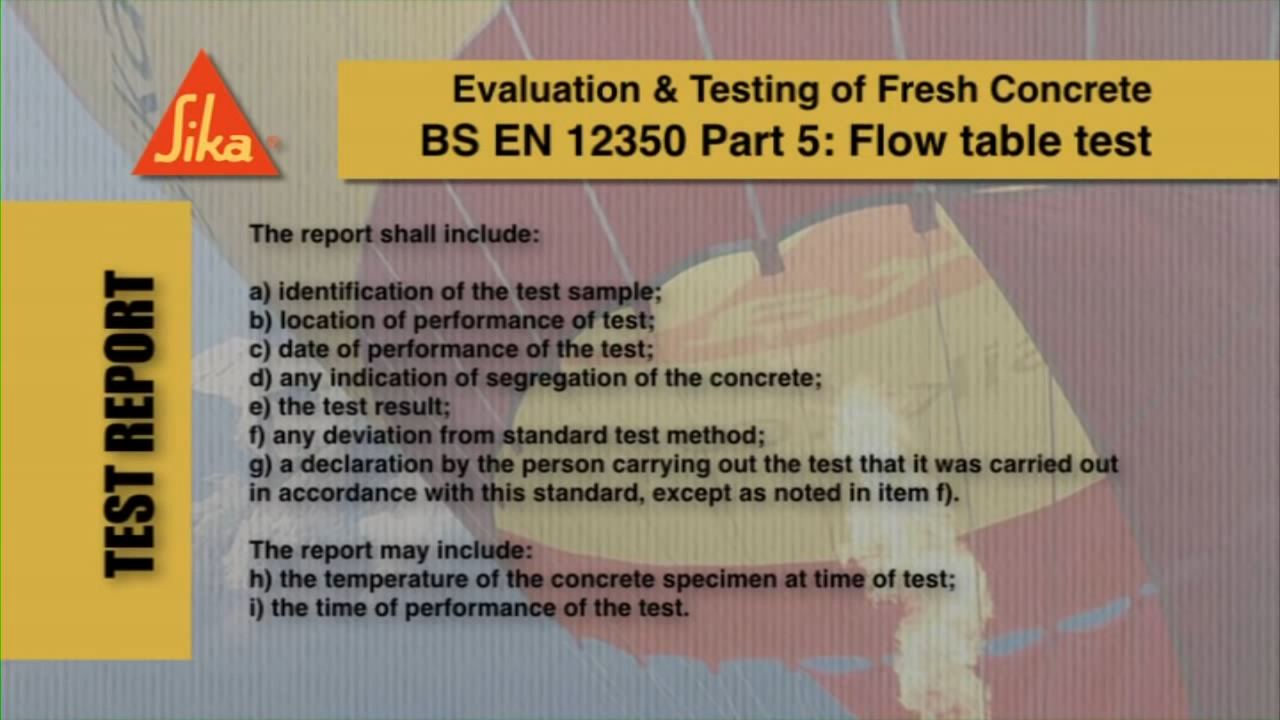 Sika
Evaluation & Testing of Fresh Concrete
BS EN 12350 Part 5: Flow table test
TEST REPORT
The report shall include:
a) identification of the test sample;
b) location of performance of test;
c) date of performance of the test;
d) any indication of segregation of the concrete;
e) the test result;
f) any deviation from standard test method;
g) a declaration by the person carrying out the test that it was carried out
in accordance with this standard, except as noted in item f).
The report may include:
h) the temperature of the concrete specimen at time of test;
i) the time of performance of the test.